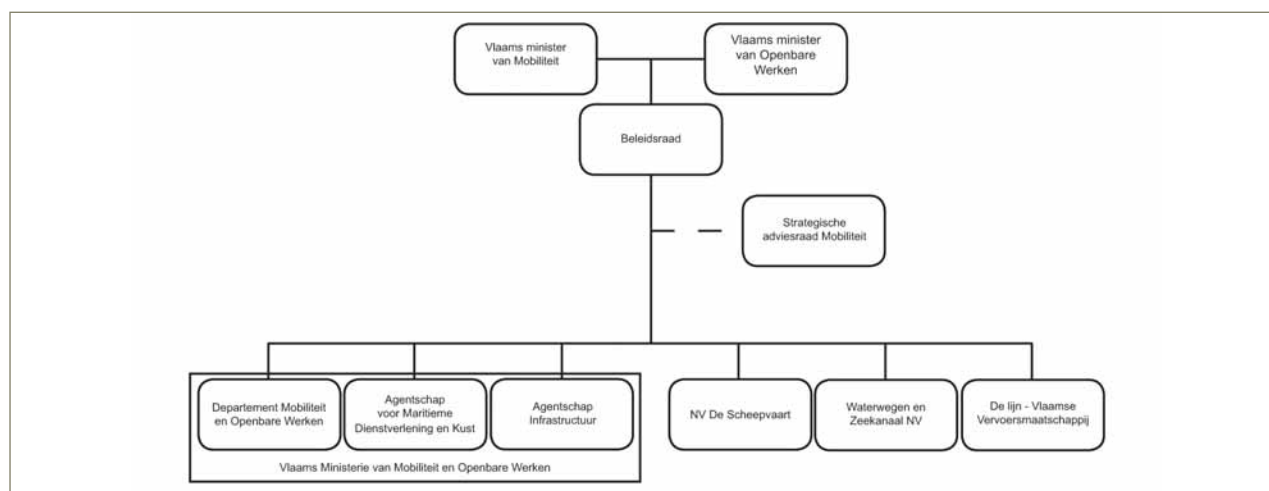 Vlaams minister
van Mobiliteit
Vlaams minister
van Openbare
Werken
Beleidsraad
Strategische
adviesraad Mobiliteit
Departement Mobiliteit
en Openbare Werken
Agentschap
voor Maritieme
Dienstverlening en Kust
Agentschap
Infrastructuur
NV De Scheepvaart
Waterwegen en
Zeekanaal NV
De lijn - Vlaamse
Vervoersmaatschappij
Vlaams Ministerie van Mobiliteit en Openbare Werken